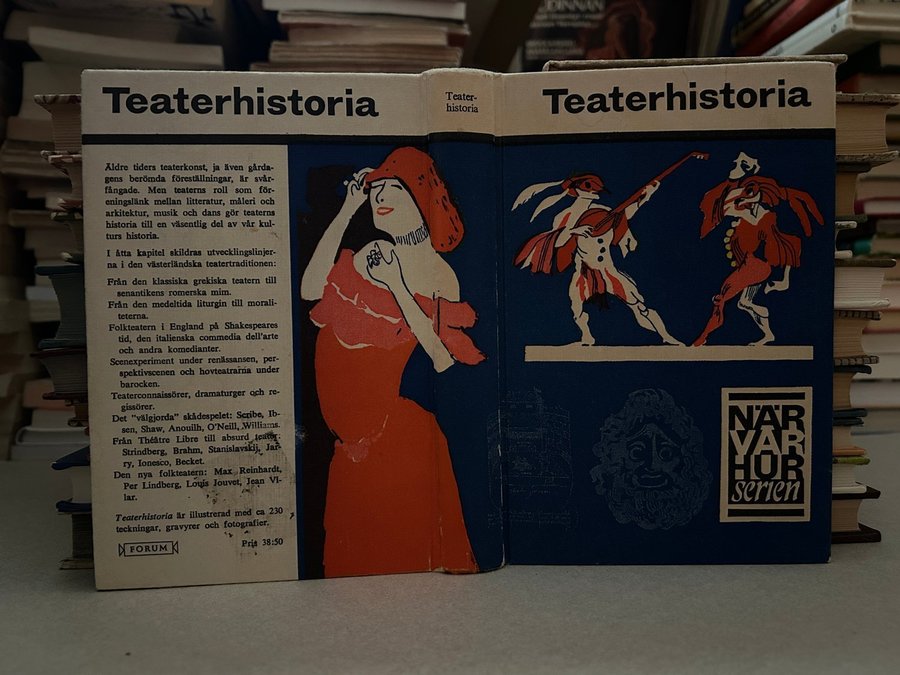 DINNAN
Teaterhistoria
Äldre tiders teaterkonst, ja även gårda-
gens berömda föreställningar, är svår-
fångade. Men teaterns roll som för-
eningslänk mellan litteratur, måleri och
arkitektur, musik och dans gör teaterns
historia till en väsentlig del av vår kul-
turs historia.
I åtta kapitel skildras utvecklingslinjer-
na i den västerländska teatertraditionen:
Från den klassiska grekiska teatern till
senantikens romerska mim.
Från den medeltida liturgin till morali-
teterna.
Folkteatern i England på Shakespeares
tid, den italienska commedia dell'arte
och andra komedianter.
Scenexperiment under renässansen, per-
spektivscenen och hovteatrarna under
barocken.
Teaterconnaissörer, dramaturger och re-
gissörer.
Det "välgjorda" skådespelet: Scribe, Ib-
sen, Shaw, Anouilh, O'Neill, Williams.
Från Théâtre Libre till absurd teater:
Strindberg, Brahm, Stanislavskij, Jar-
ry, Ionesco, Becket.
Den nya folkteatern: Max Reinhardt,
Per Lindberg, Louis Jouvet, Jean Vi-
lar.
Teaterhistoria är illustrerad med ca 230
teckningar, gravyrer och fotografier.
FORUM
Pris 38:50
Teater-
historia
Teaterhistoria
NÄR
VAR
HUR
serien